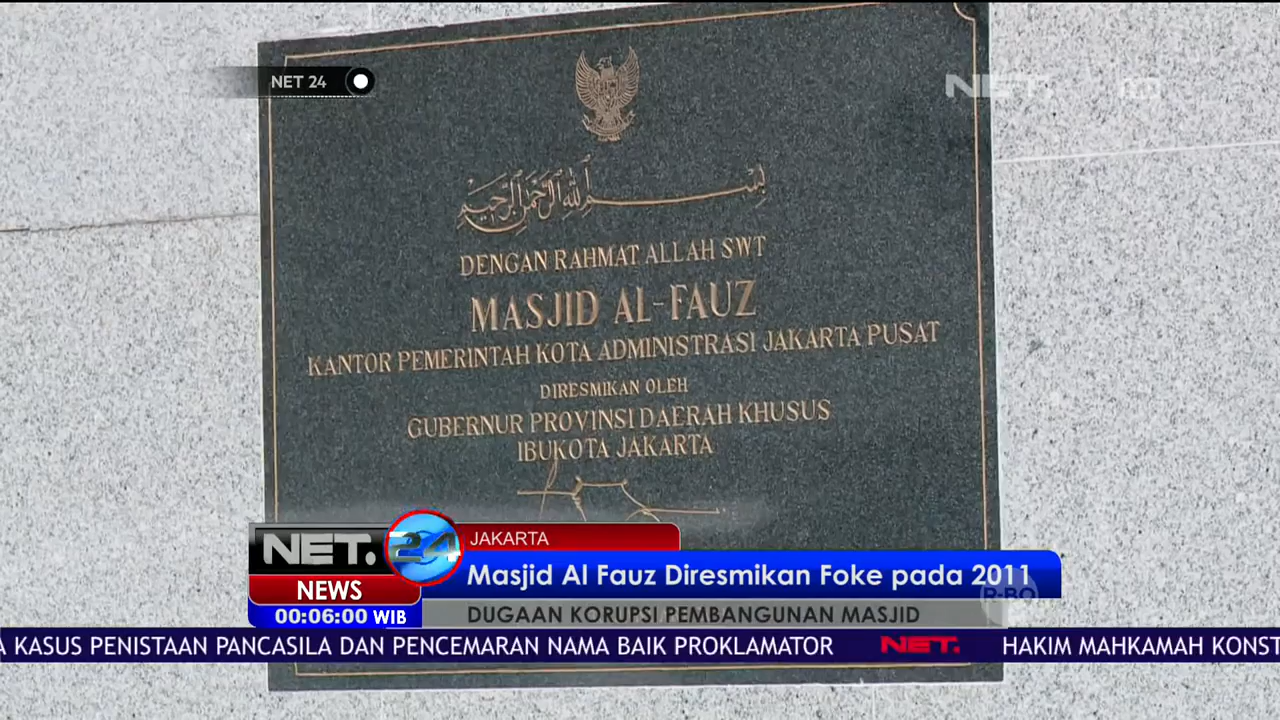 NET 24
NET.
بسم الله الرحمن الرحيم
DENGAN RAHMAT ALLAH SWT
MASJID AL-FAUZ
KANTOR PEMERINTAH KOTA ADMINISTRASI JAKARTA PUSAT
DIRESMIKAN OLEH
GUBERNUR PROVINSI DAERAH KHUSUS
IBUKOTA JAKARTA
NET. 24
JAKARTA
Masjid Al Fauz Diresmikan Foke pada 2011
NEWS
DUGAAN KORUPSI PEMBANGUNAN MASJID
00:06:00 WIB
A KASUS PENISTAAN PANCASILA DAN PENCEMARAN NAMA BAIK PROKLAMATOR NET. HAKIM MAHKAMAH KONST